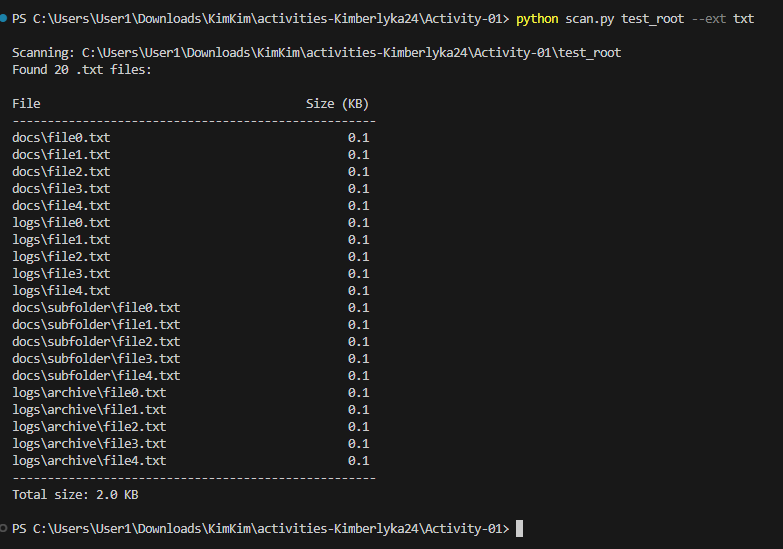 PS C:\Users\User1\Downloads\KimKim\activities-Kimberlyka24\Activity-01> python scan.py test_root --ext txt
Scanning: C:\Users\User1\Downloads\KimKim\activities-Kimberlyka24\Activity-01\test_root
Found 20 .txt files:
File                                      Size (KB)
----------------------------------------------------
docs\file0.txt                                  0.1
docs\file1.txt                                  0.1
docs\file2.txt                                  0.1
docs\file3.txt                                  0.1
docs\file4.txt                                  0.1
logs\file0.txt                                  0.1
logs\file1.txt                                  0.1
logs\file2.txt                                  0.1
logs\file3.txt                                  0.1
logs\file4.txt                                  0.1
docs\subfolder\file0.txt                        0.1
docs\subfolder\file1.txt                        0.1
docs\subfolder\file2.txt                        0.1
docs\subfolder\file3.txt                        0.1
docs\subfolder\file4.txt                        0.1
logs\archive\file0.txt                          0.1
logs\archive\file1.txt                          0.1
logs\archive\file2.txt                          0.1
logs\archive\file3.txt                          0.1
logs\archive\file4.txt                          0.1
----------------------------------------------------
Total size: 2.0 KB
PS C:\Users\User1\Downloads\KimKim\activities-Kimberlyka24\Activity-01>